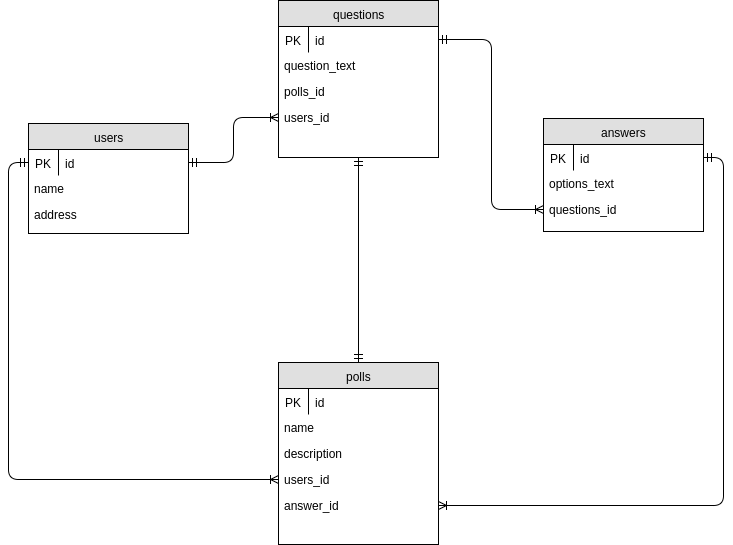 questions
PK id
question_text
polls_id
users_id
users
PK id
name
address
answers
PK id
options_text
questions_id
polls
PK id
name
description
users_id
answer_id